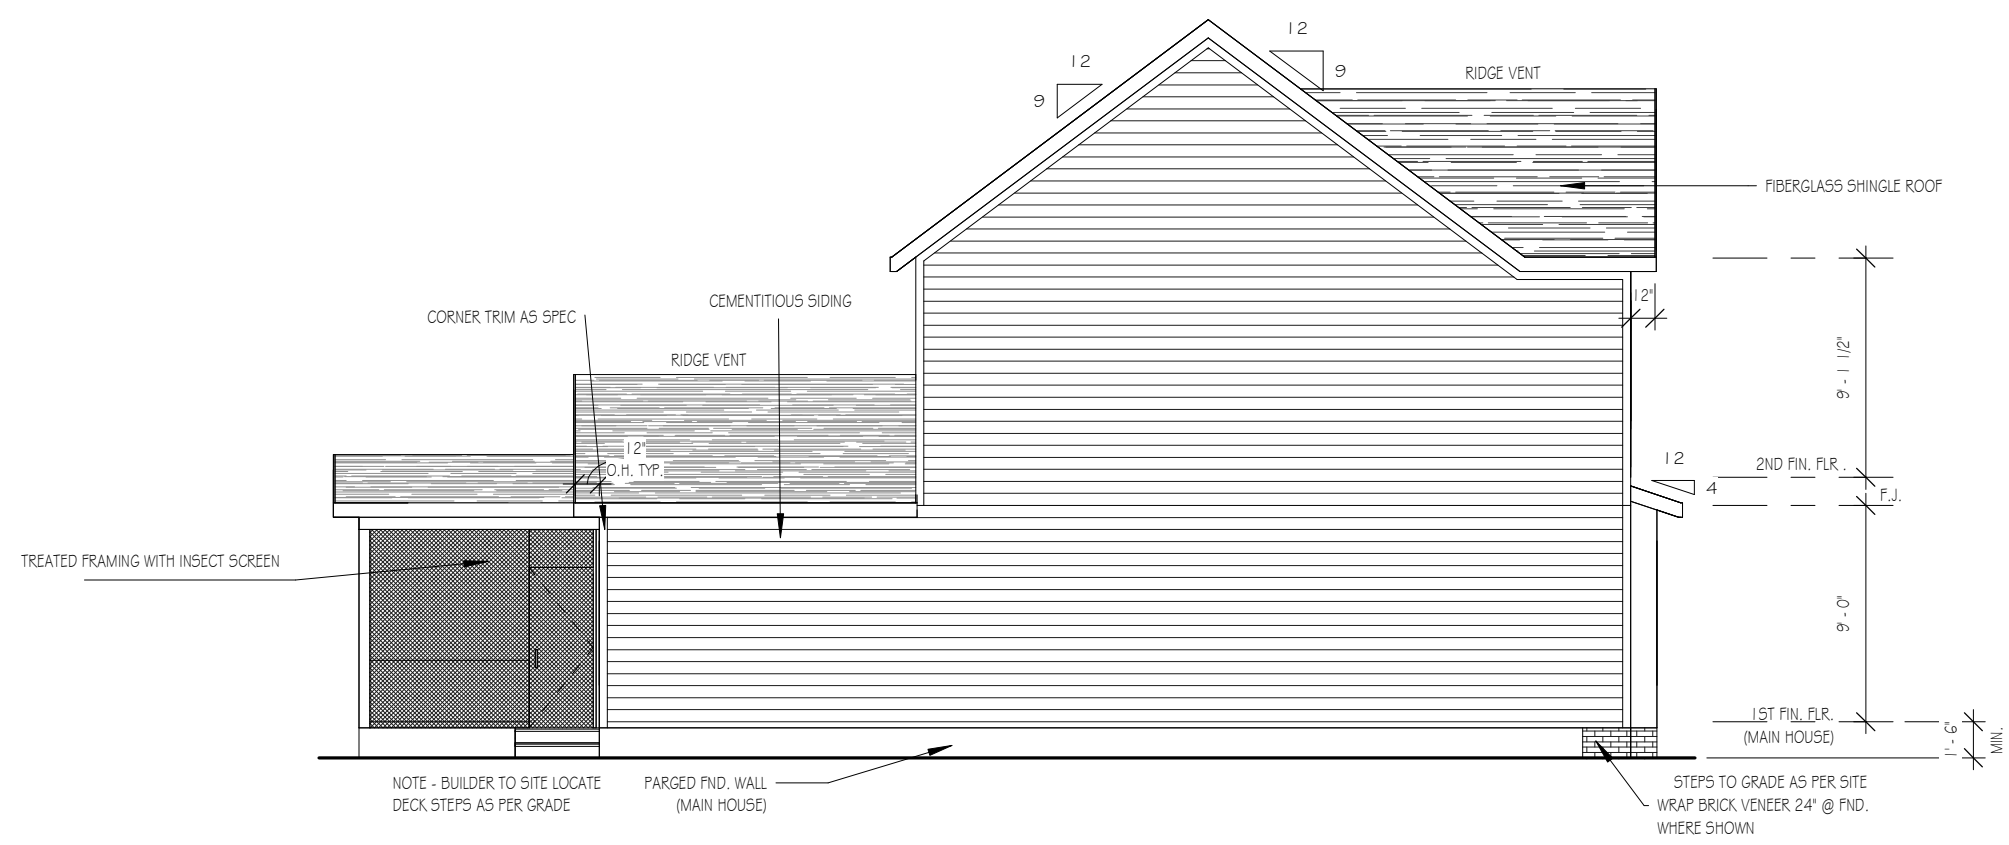 12
12
9
9
RIDGE VENT
FIBERGLASS SHINGLE ROOF
12"
CEMENTITIOUS SIDING
CORNER TRIM AS SPEC
RIDGE VENT
9' - 1 1/2"
12"
O.H. TYP.
12
4
2ND FIN. FLR .
F.J.
TREATED FRAMING WITH INSECT SCREEN
9' - 0"
1ST FIN. FLR.
(MAIN HOUSE)
1' - 6"
MIN.
NOTE - BUILDER TO SITE LOCATE
DECK STEPS AS PER GRADE
PARGED FND. WALL
(MAIN HOUSE)
STEPS TO GRADE AS PER SITE
WRAP BRICK VENEER 24" @ FND.
WHERE SHOWN